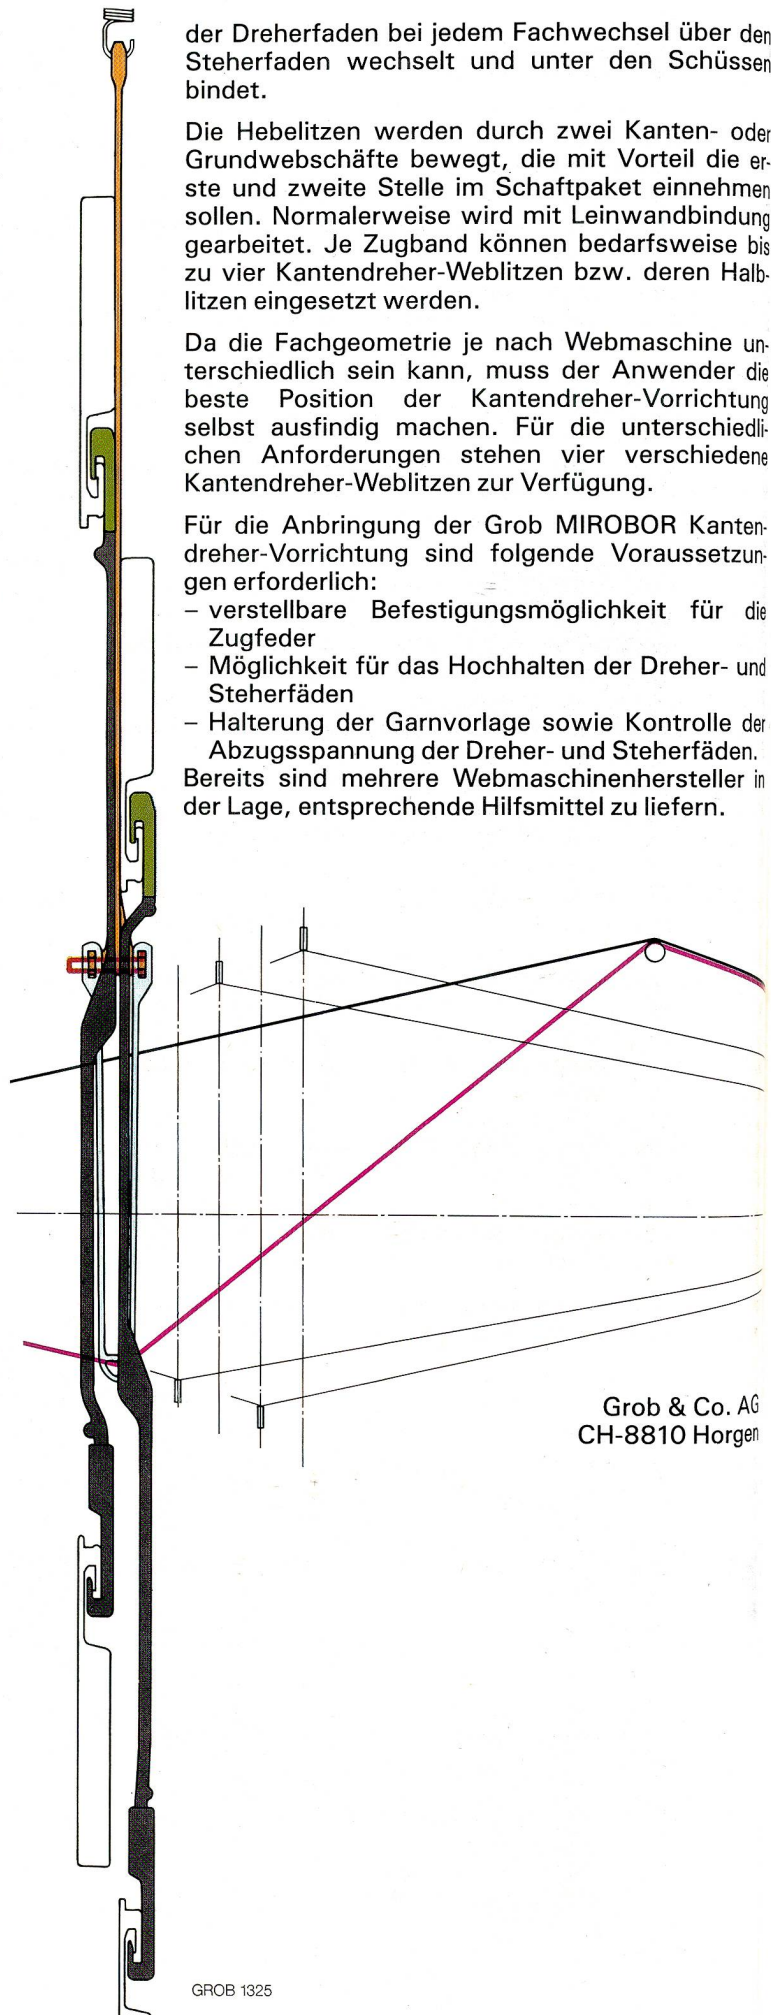 der Dreherfaden bei jedem Fachwechsel über den
Steherfaden wechselt und unter den Schüssen
bindet.
Die Hebelitzen werden durch zwei Kanten- oder
Grundwebschäfte bewegt, die mit Vorteil die er-
ste und zweite Stelle im Schaftpaket einnehmen
sollen. Normalerweise wird mit Leinwandbindung
gearbeitet. Je Zugband können bedarfsweise bis
zu vier Kantendreher-Weblitzen bzw. deren Halb-
litzen eingesetzt werden.
Da die Fachgeometrie je nach Webmaschine un-
terschiedlich sein kann, muss der Anwender die
beste Position der Kantendreher-Vorrichtung
selbst ausfindig machen. Für die unterschiedli-
chen Anforderungen stehen vier verschiedene
Kantendreher-Weblitzen zur Verfügung.
Für die Anbringung der Grob MIROBOR Kanten-
dreher-Vorrichtung sind folgende Voraussetzun-
gen erforderlich:
– verstellbare Befestigungsmöglichkeit für die
Zugfeder
– Möglichkeit für das Hochhalten der Dreher- und
Steherfäden
– Halterung der Garnvorlage sowie Kontrolle der
Abzugsspannung der Dreher- und Steherfäden.
Bereits sind mehrere Webmaschinenhersteller in
der Lage, entsprechende Hilfsmittel zu liefern.
Grob & Co. AG
CH-8810 Horgen
GROB 1325